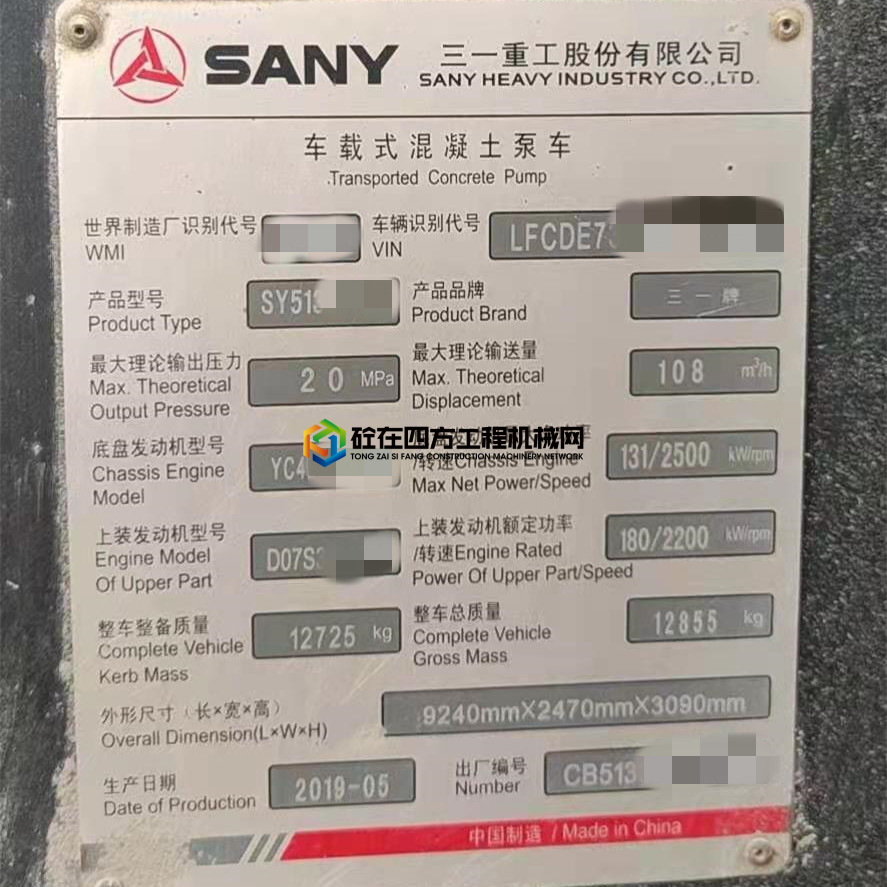 SANY
三一重工股份有限公司
SANY HEAVY INDUSTRY CO.,LTD.
车载式混凝土泵车
Transported Concrete Pump
世界制造厂识别代号
WMI
车辆识别代号
VIN
LFCDE73
产品型号
Product Type
SY513
产品品牌
Product Brand
三一牌
最大理论输出压力
Max. Theoretical
Output Pressure
20 MPa
最大理论输送量
Max. Theoretical
Displacement
108 m³/h
底盘发动机型号
Chassis Engine
Model
YC4
/转速Chassis Engine
Max Net Power/Speed
131/2500 kW/rpm
砼在四方工程机械网
TONG ZAI SI FANG CONSTRUCTION MACHINERY NETWORK
上装发动机型号
Engine Model
Of Upper Part
D07S3
上装发动机额定功率
/转速Engine Rated
Power Of Upper Part/Speed
180/2200 kW/rpm
整车整备质量
Complete Vehicle
Kerb Mass
12725 kg
整车总质量
Complete Vehicle
Gross Mass
12855 kg
外形尺寸（长×宽×高）
Overall Dimension(L×W×H)
9240mm×2470mm×3090mm
生产日期
Date of Production
2019-05
出厂编号
Number
CB513
中国制造 / Made in China